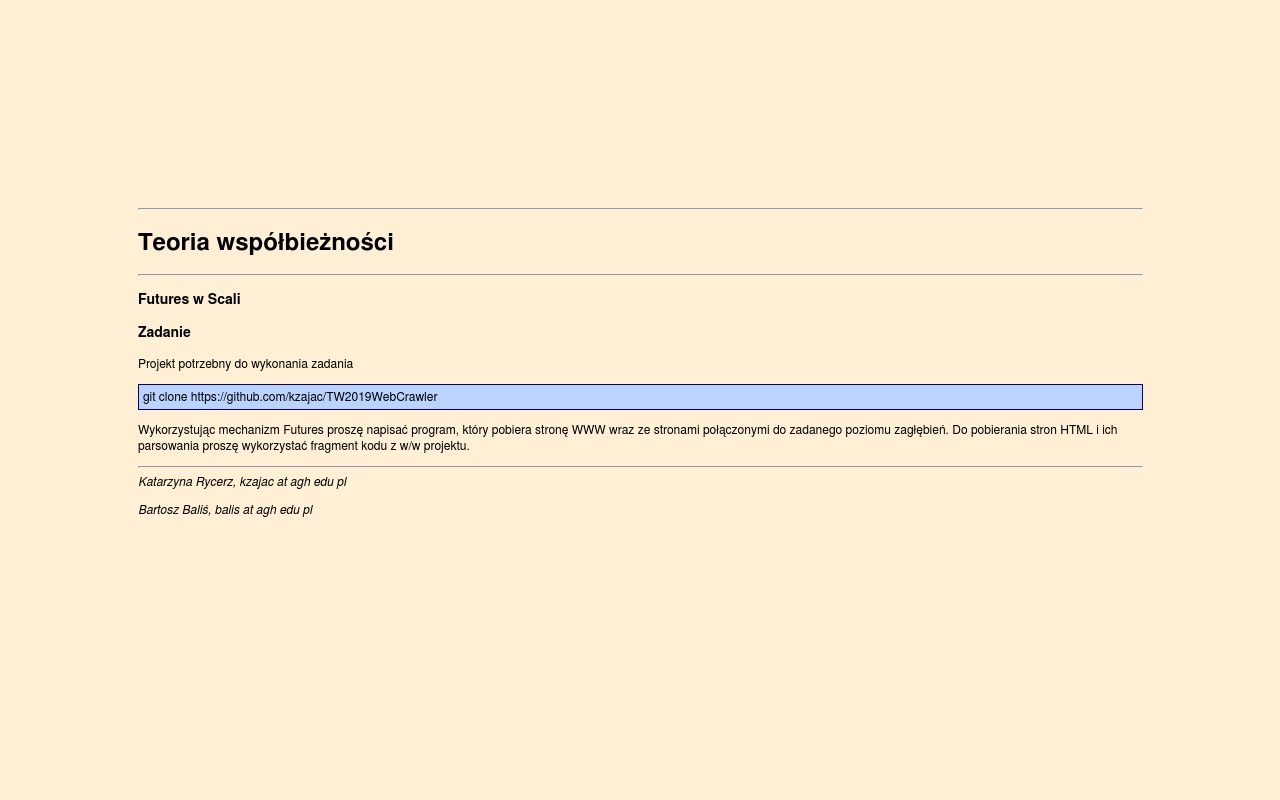 Teoria współbieżności
Futures w Scali
Zadanie
Projekt potrzebny do wykonania zadania
git clone https://github.com/kzajac/TW2019WebCrawler
Wykorzystując mechanizm Futures proszę napisać program, który pobiera stronę WWW wraz ze stronami połączonymi do zadanego poziomu zagłębień. Do pobierania stron HTML i ich
parsowania proszę wykorzystać fragment kodu z w/w projektu.
Katarzyna Rycerz, kzajac at agh edu pl
Bartosz Baliś, balis at agh edu pl